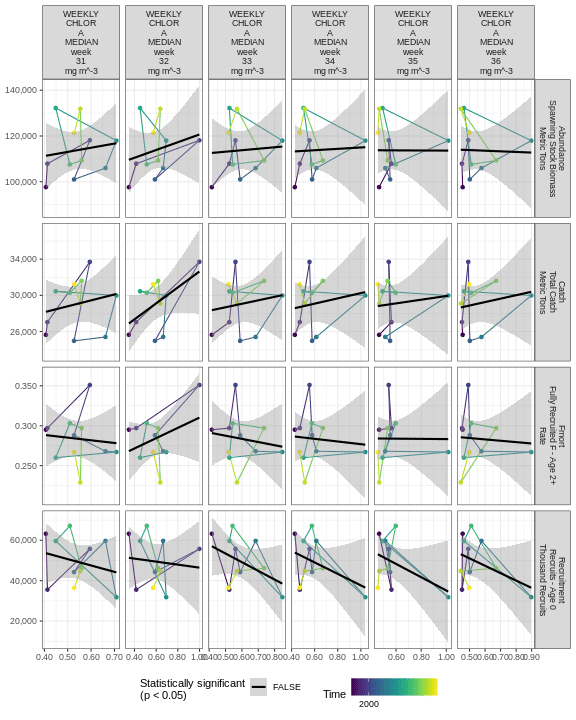 WEEKLY CHLOR A MEDIAN week 31 mg m^-3
WEEKLY CHLOR A MEDIAN week 32 mg m^-3
WEEKLY CHLOR A MEDIAN week 33 mg m^-3
WEEKLY CHLOR A MEDIAN week 34 mg m^-3
WEEKLY CHLOR A MEDIAN week 35 mg m^-3
WEEKLY CHLOR A MEDIAN week 36 mg m^-3
140,000
120,000
100,000
Abundance
Spawning Stock Biomass
Metric Tons
34,000
30,000
26,000
Catch
Total Catch
Metric Tons
0.350
0.300
0.250
Fmort
Fully Recruited F - Age 2+
Rate
60,000
40,000
20,000
Recruitment
Recruits - Age 0
Thousand Recruits
0.40 0.50 0.60 0.70
0.40 0.60 0.80 1.00
0.40 0.60 0.80
0.40 0.60 0.80 1.00
0.60 0.80 1.00
0.50 0.60 0.70 0.80 0.90
Statistically significant
(p < 0.05)
FALSE
Time
2000